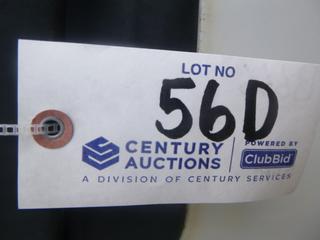 LOT NO
56D
CENTURY AUCTIONS
POWERED BY
ClubBid
A DIVISION OF CENTURY SERVICES